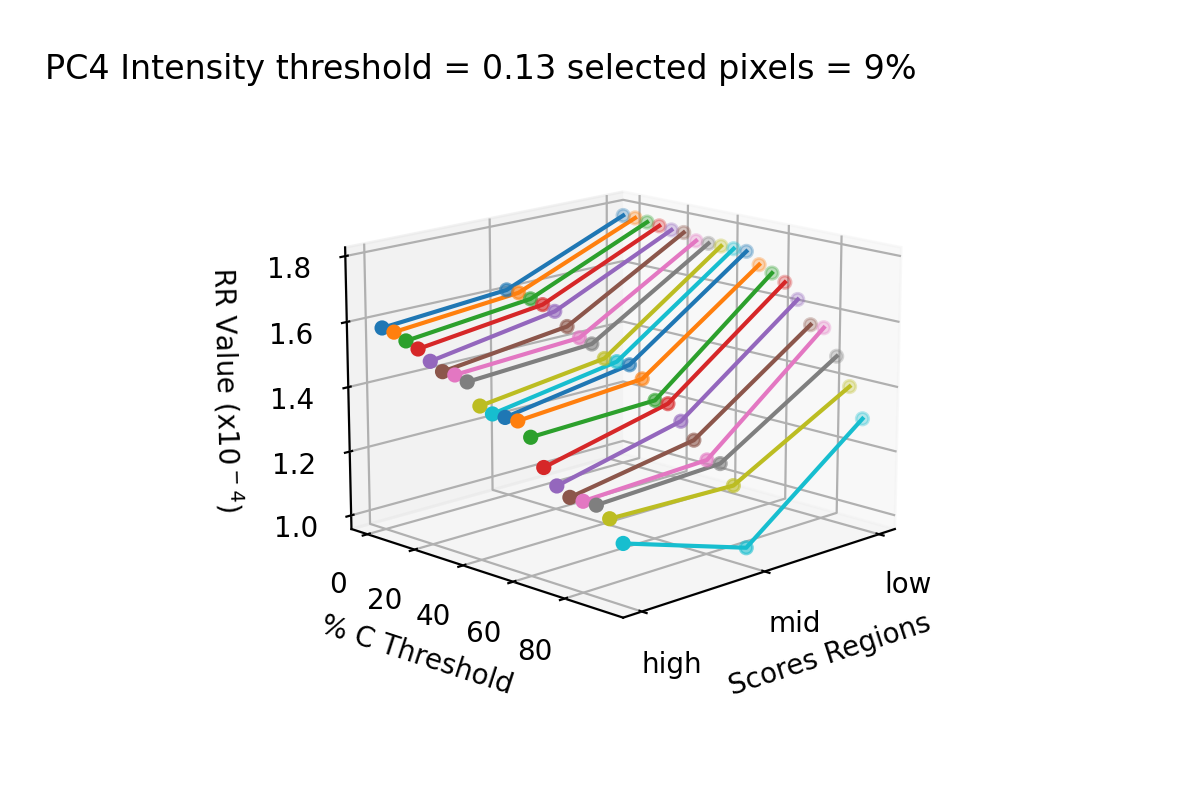 PC4 Intensity threshold = 0.13 selected pixels = 9%
RR Value (x10⁻⁴)
1.8
1.6
1.4
1.2
1.0
0
20
40
60
80
% C Threshold
high
mid
low
Scores Regions